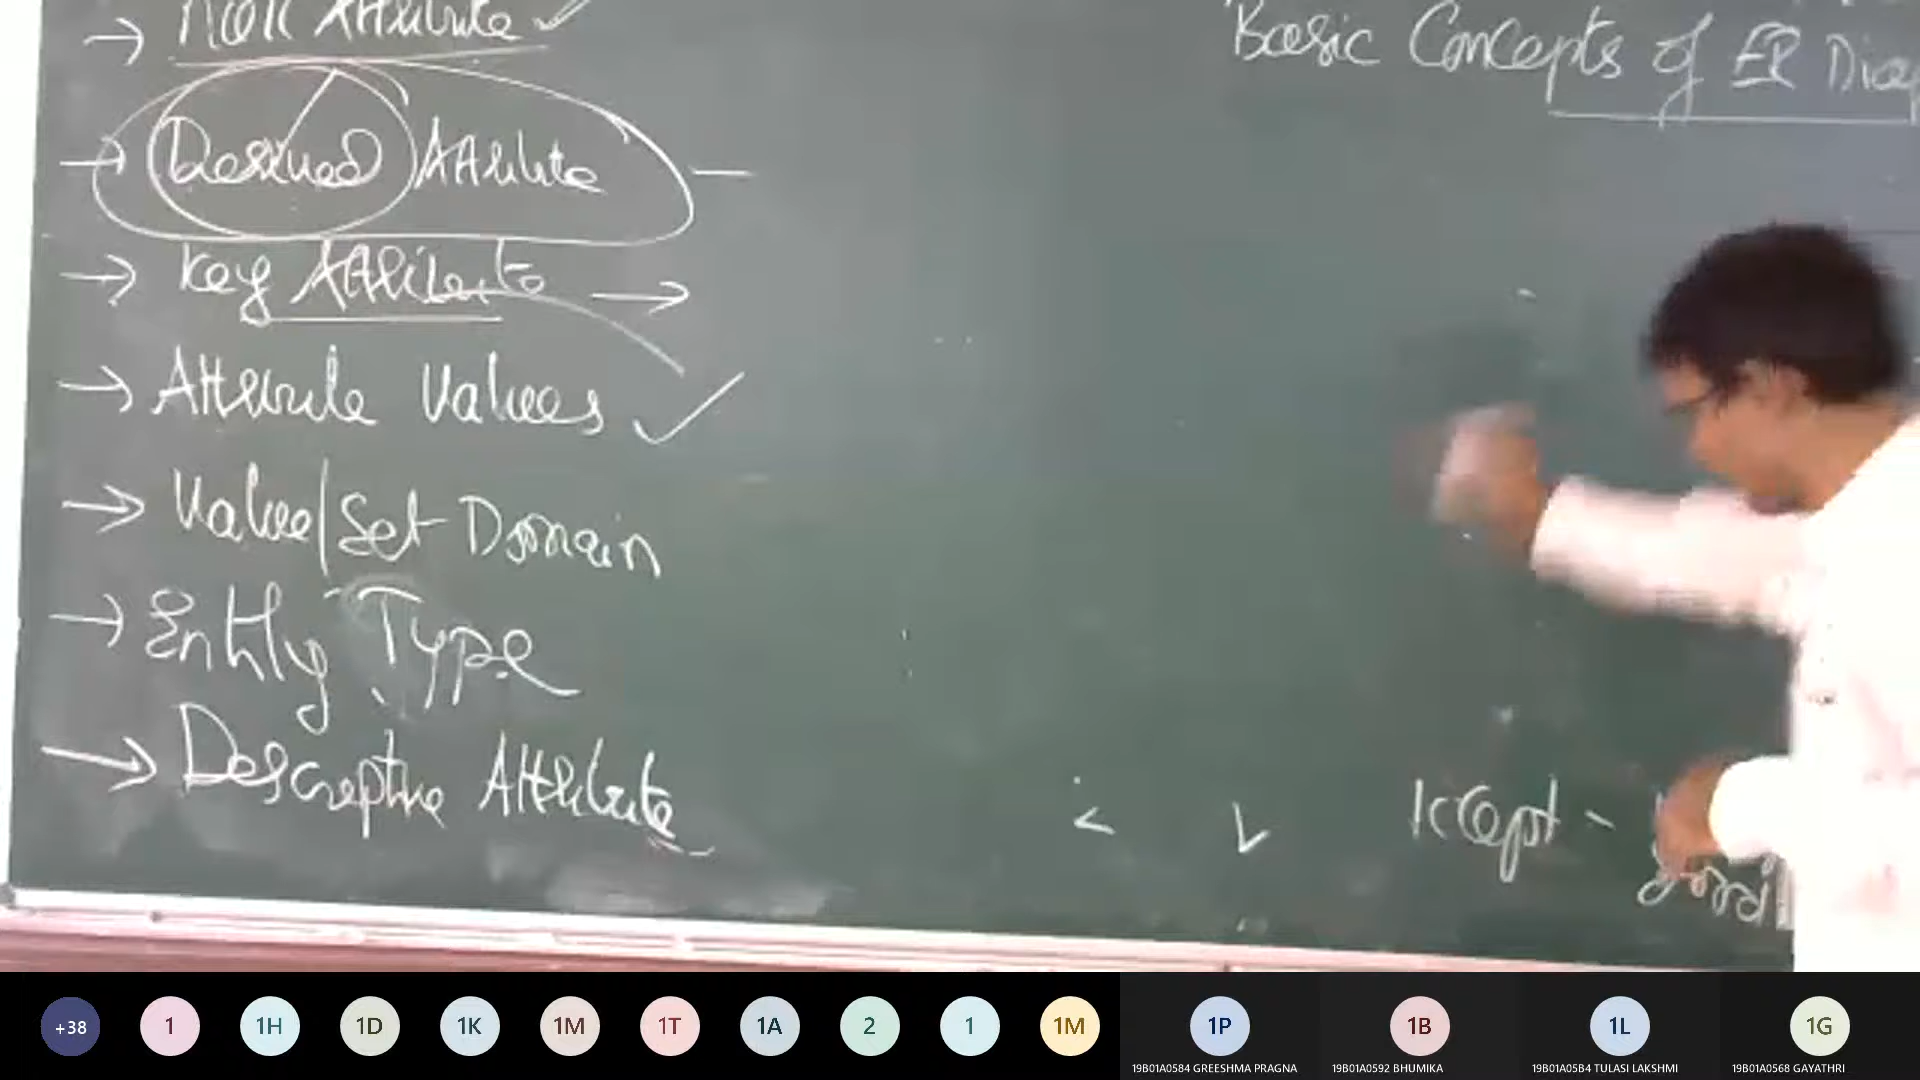 → Null Attribute ✓
Basic Concepts of ER Diag
→ Derived Attribute —
→ Key Attribute →
→ Attribute Values ✓
→ Value/Set Domain
→ Entity Type
→ Descriptive Attribute
< V
+38 1 1H 1D 1K 1M 1T 1A 2 1 1M 1P 1B 1L 1G
19B01A0584 GREESHMA PRAGNA 19B01A0592 BHUMIKA 19B01A05B4 TULASI LAKSHMI 19B01A0568 GAYATHRI